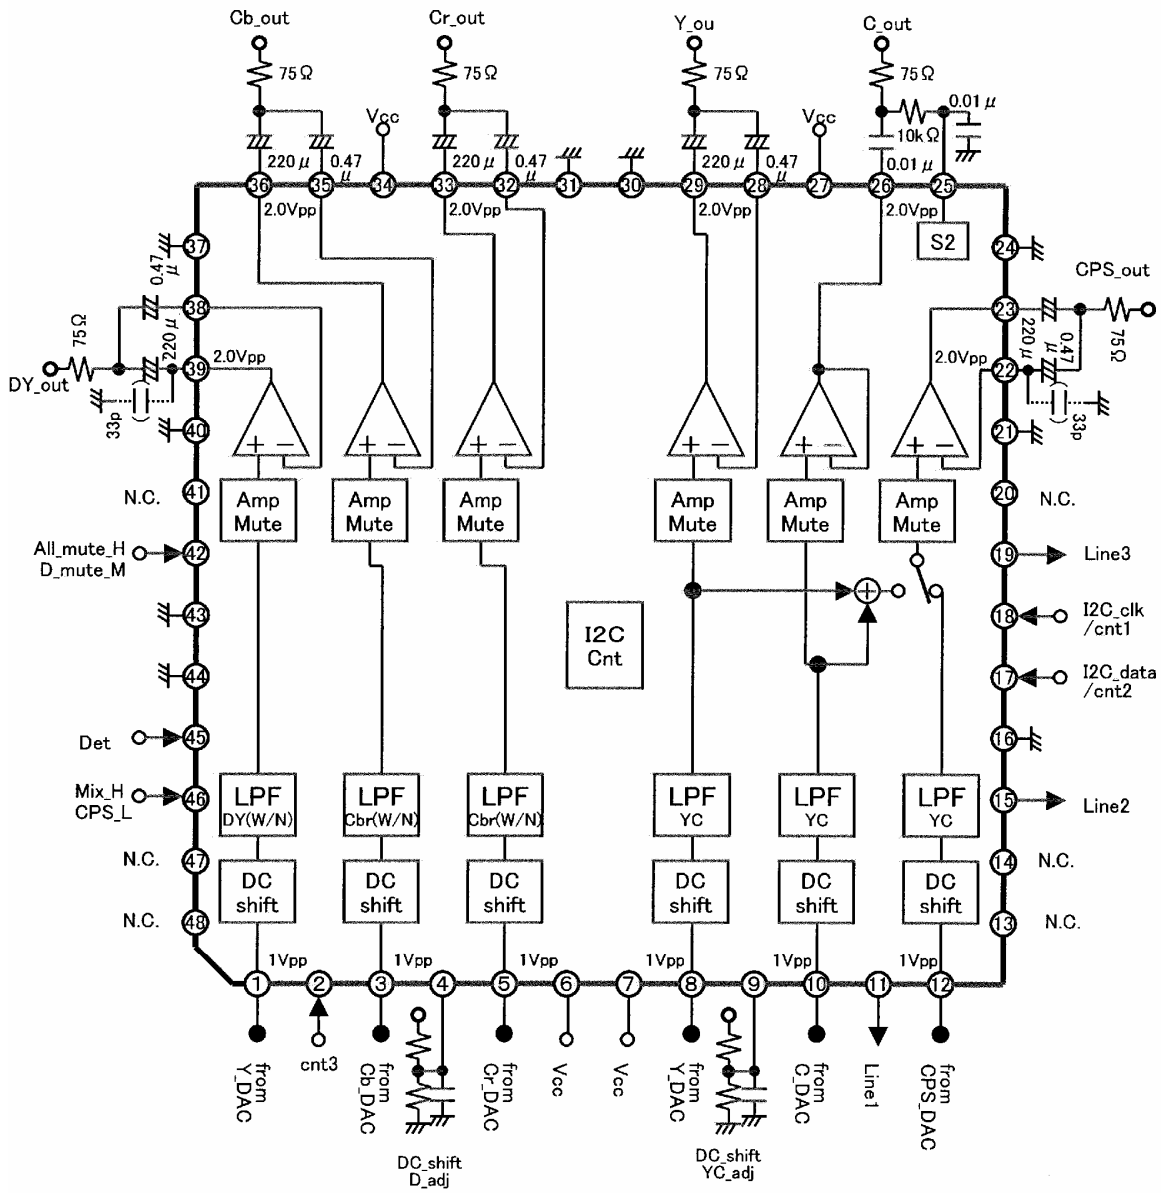 Cb_out
Cr_out
Y_ou
C_out
75Ω
75Ω
75Ω
75Ω
0.01μ
Vcc
Vcc
10kΩ
220μ
0.47
μ
220μ
0.47
μ
220μ
0.47
μ
0.01μ
36
35
34
33
32
31
30
29
28
27
26
25
2.0Vpp
2.0Vpp
2.0Vpp
2.0Vpp
S2
37
24
CPS_out
0.47
μ
38
23
75Ω
220μ
220μ
0.47
μ
75Ω
39
2.0Vpp
2.0Vpp
22
DY_out
33p
33p
40
21
+ −
+ −
+ −
+ −
+ −
+ −
N.C.
41
20
N.C.
Amp
Mute
Amp
Mute
Amp
Mute
Amp
Mute
Amp
Mute
Amp
Mute
All_mute_H
D_mute_M
42
19
Line3
+
43
18
I2C_clk
/cnt1
I2C
Cnt
44
17
I2C_data
/cnt2
Det
45
16
Mix_H
CPS_L
46
15
Line2
LPF
DY(W/N)
LPF
Cbr(W/N)
LPF
Cbr(W/N)
LPF
YC
LPF
YC
LPF
YC
N.C.
47
14
N.C.
DC
shift
DC
shift
DC
shift
DC
shift
DC
shift
DC
shift
N.C.
48
13
N.C.
1Vpp
1Vpp
1Vpp
1Vpp
1Vpp
1Vpp
1
2
3
4
5
6
7
8
9
10
11
12
from
Y_DAC
cnt3
from
Cb_DAC
from
Cr_DAC
Vcc
Vcc
from
Y_DAC
from
C_DAC
Line1
from
CPS_DAC
DC_shift
D_adj
DC_shift
YC_adj